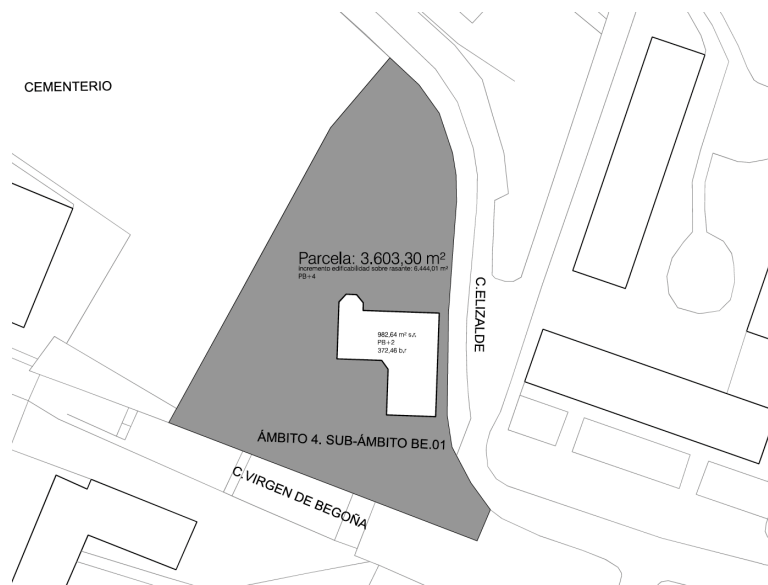 CEMENTERIO
Parcela: 3.603,30 m²
Incremento edificabilidad sobre rasante: 6.444,01 m²
PB+4
C.ELIZALDE
982,64 m² s.r.
PB+2
372,46 b.r
ÁMBITO 4. SUB-ÁMBITO BE.01
C.VIRGEN DE BEGOÑA